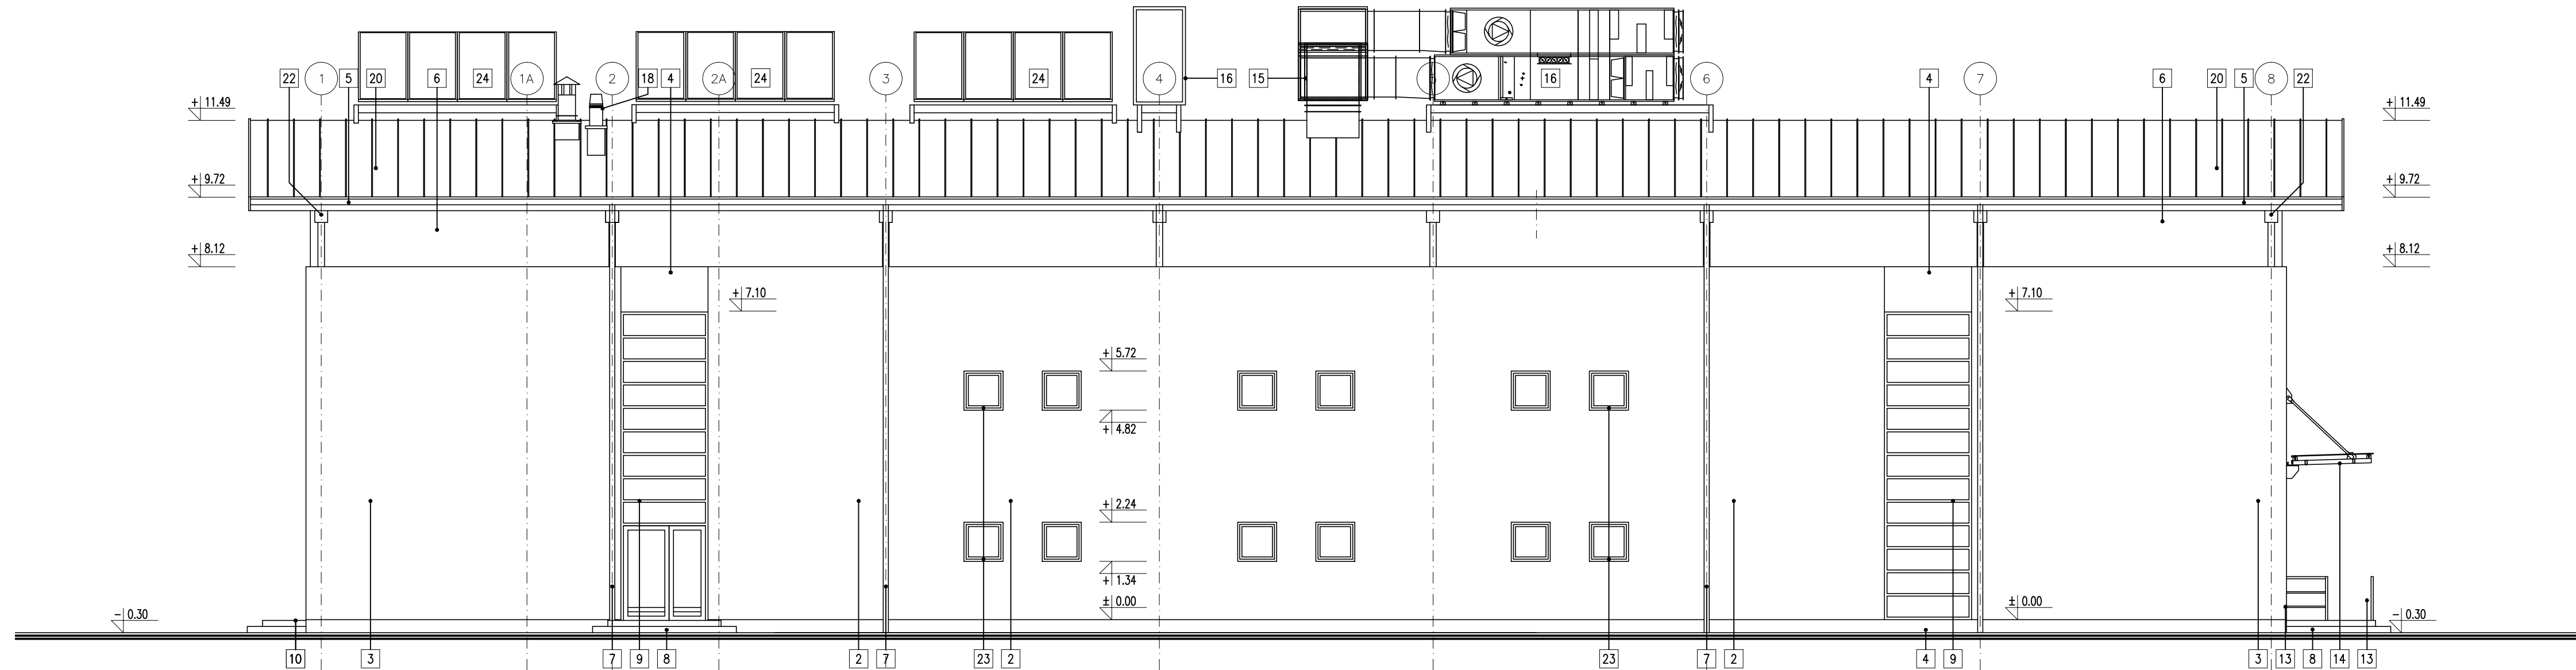 22 1 5 20 6 24 1A 2 18 4 2A 24 3 24 4 16 15 5 16 6 4 7 6 20 5 8 22
+ 11.49 + 11.49
+ 9.72 + 9.72
+ 8.12 + 8.12
+ 7.10 + 7.10
+ 5.72
+ 4.82
+ 2.24
+ 1.34
± 0.00 ± 0.00
- 0.30 - 0.30
10 3 7 9 8 2 7 23 2 23 7 2 4 9 3 13 8 14 13